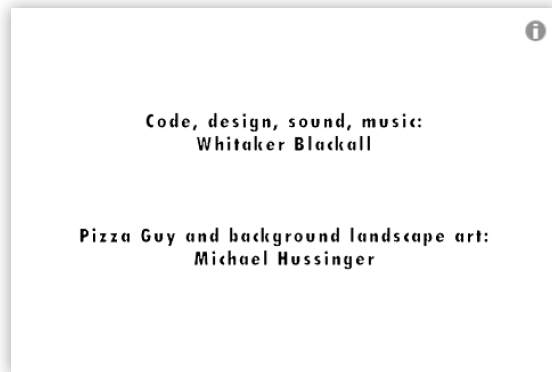 Code, design, sound, music:
Whitaker Blackall
Pizza Guy and background landscape art:
Michael Hussinger